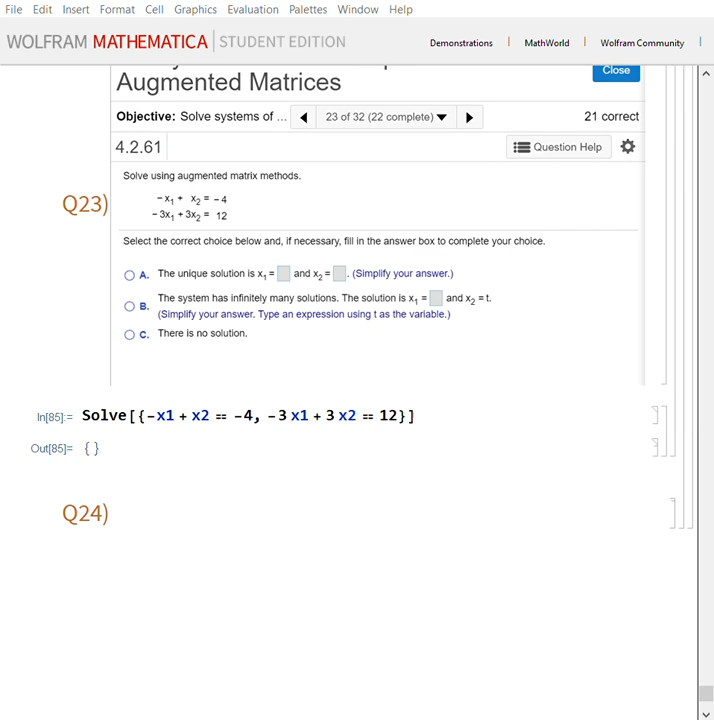 File Edit Insert Format Cell Graphics Evaluation Palettes Window Help
WOLFRAM MATHEMATICA | STUDENT EDITION
Demonstrations | MathWorld | Wolfram Community |
Augmented Matrices
Close
Objective: Solve systems of ... 23 of 32 (22 complete) 21 correct
4.2.61
Question Help
Solve using augmented matrix methods.
Q23)
− x₁ + x₂ = − 4
− 3x₁ + 3x₂ = 12
Select the correct choice below and, if necessary, fill in the answer box to complete your choice.
A. The unique solution is x₁ = and x₂ = . (Simplify your answer.)
B. The system has infinitely many solutions. The solution is x₁ = and x₂ = t.
(Simplify your answer. Type an expression using t as the variable.)
C. There is no solution.
In[85]:= Solve[{-x1 + x2 == -4, -3 x1 + 3 x2 == 12}]
Out[85]= { }
Q24)